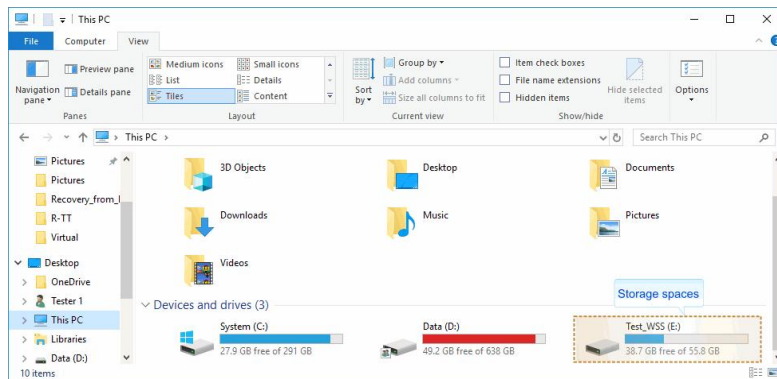 This PC
File Computer View
Navigation pane
Preview pane
Details pane
Panes
Medium icons Small icons
List Details
Tiles Content
Layout
Sort by
Group by
Add columns
Size all columns to fit
Current view
Item check boxes
File name extensions
Hidden items
Hide selected items
Show/hide
Options
This PC
Search This PC
Pictures
Pictures
Recovery_from_
R-TT
Virtual
Desktop
OneDrive
Tester 1
This PC
Libraries
Data (D:)
3D Objects Desktop Documents
Downloads Music Pictures
Videos
Storage spaces
Devices and drives (3)
System (C:) Data (D:) Test_WSS (E:)
27.9 GB free of 291 GB 49.2 GB free of 638 GB 38.7 GB free of 55.8 GB
10 items